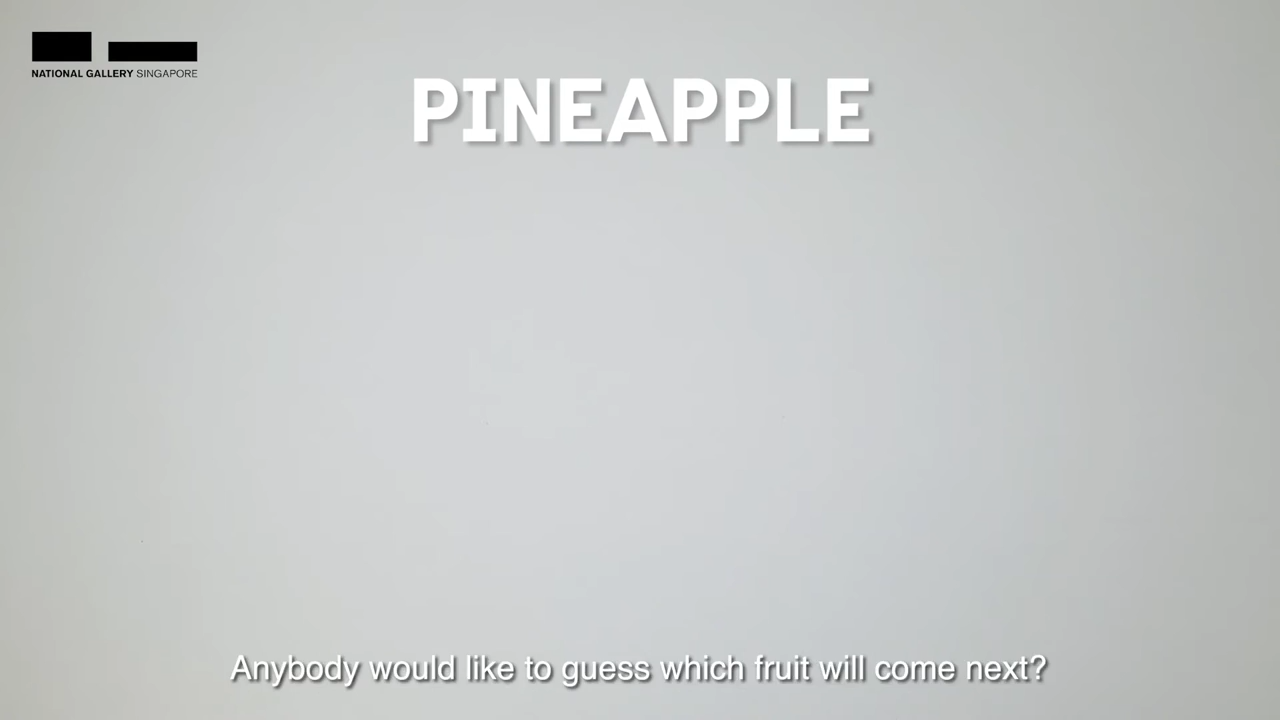 NATIONAL GALLERY SINGAPORE
PINEAPPLE
Anybody would like to guess which fruit will come next?